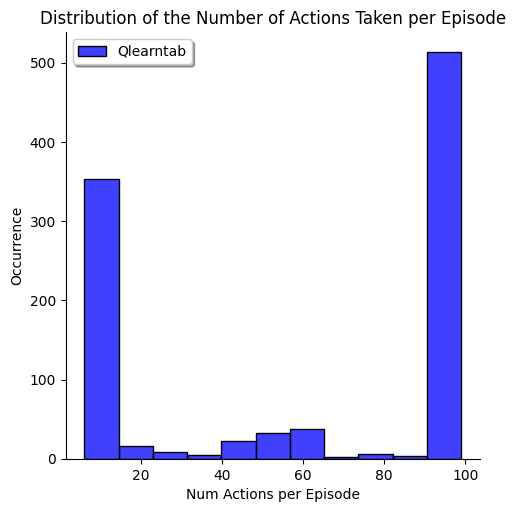 Distribution of the Number of Actions Taken per Episode
Qlearntab
500
400
300
200
100
0
Occurrence
20 40 60 80 100
Num Actions per Episode